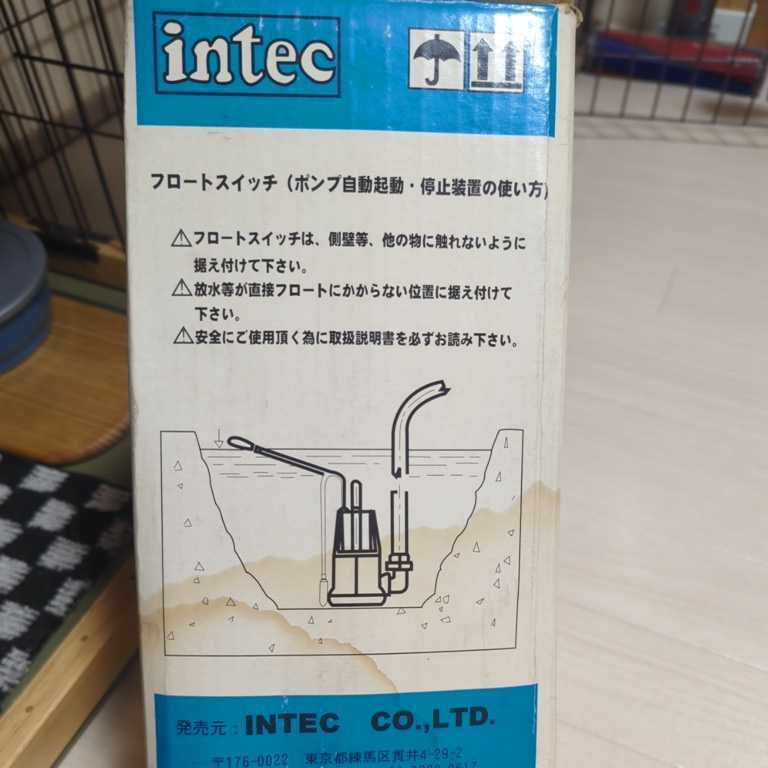 intec
フロートスイッチ（ポンプ自動起動・停止装置の使い方）
⚠フロートスイッチは、側壁等、他の物に触れないように
据え付けて下さい。
⚠放水等が直接フロートにかからない位置に据え付けて
下さい。
⚠安全にご使用頂く為に取扱説明書を必ずお読み下さい。
発売元：INTEC CO.,LTD.
〒176-0022 東京都練馬区貫井4-29-2